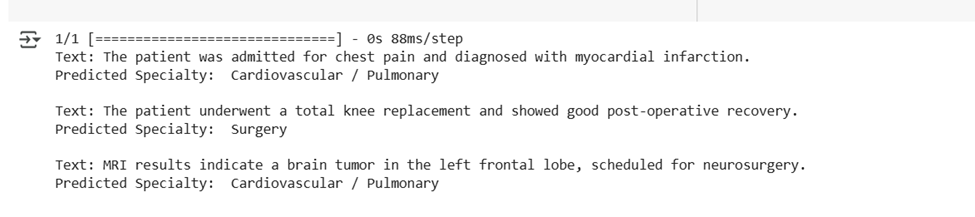 1/1 [==============================] - 0s 88ms/step
Text: The patient was admitted for chest pain and diagnosed with myocardial infarction.
Predicted Specialty:  Cardiovascular / Pulmonary
Text: The patient underwent a total knee replacement and showed good post-operative recovery.
Predicted Specialty:  Surgery
Text: MRI results indicate a brain tumor in the left frontal lobe, scheduled for neurosurgery.
Predicted Specialty:  Cardiovascular / Pulmonary